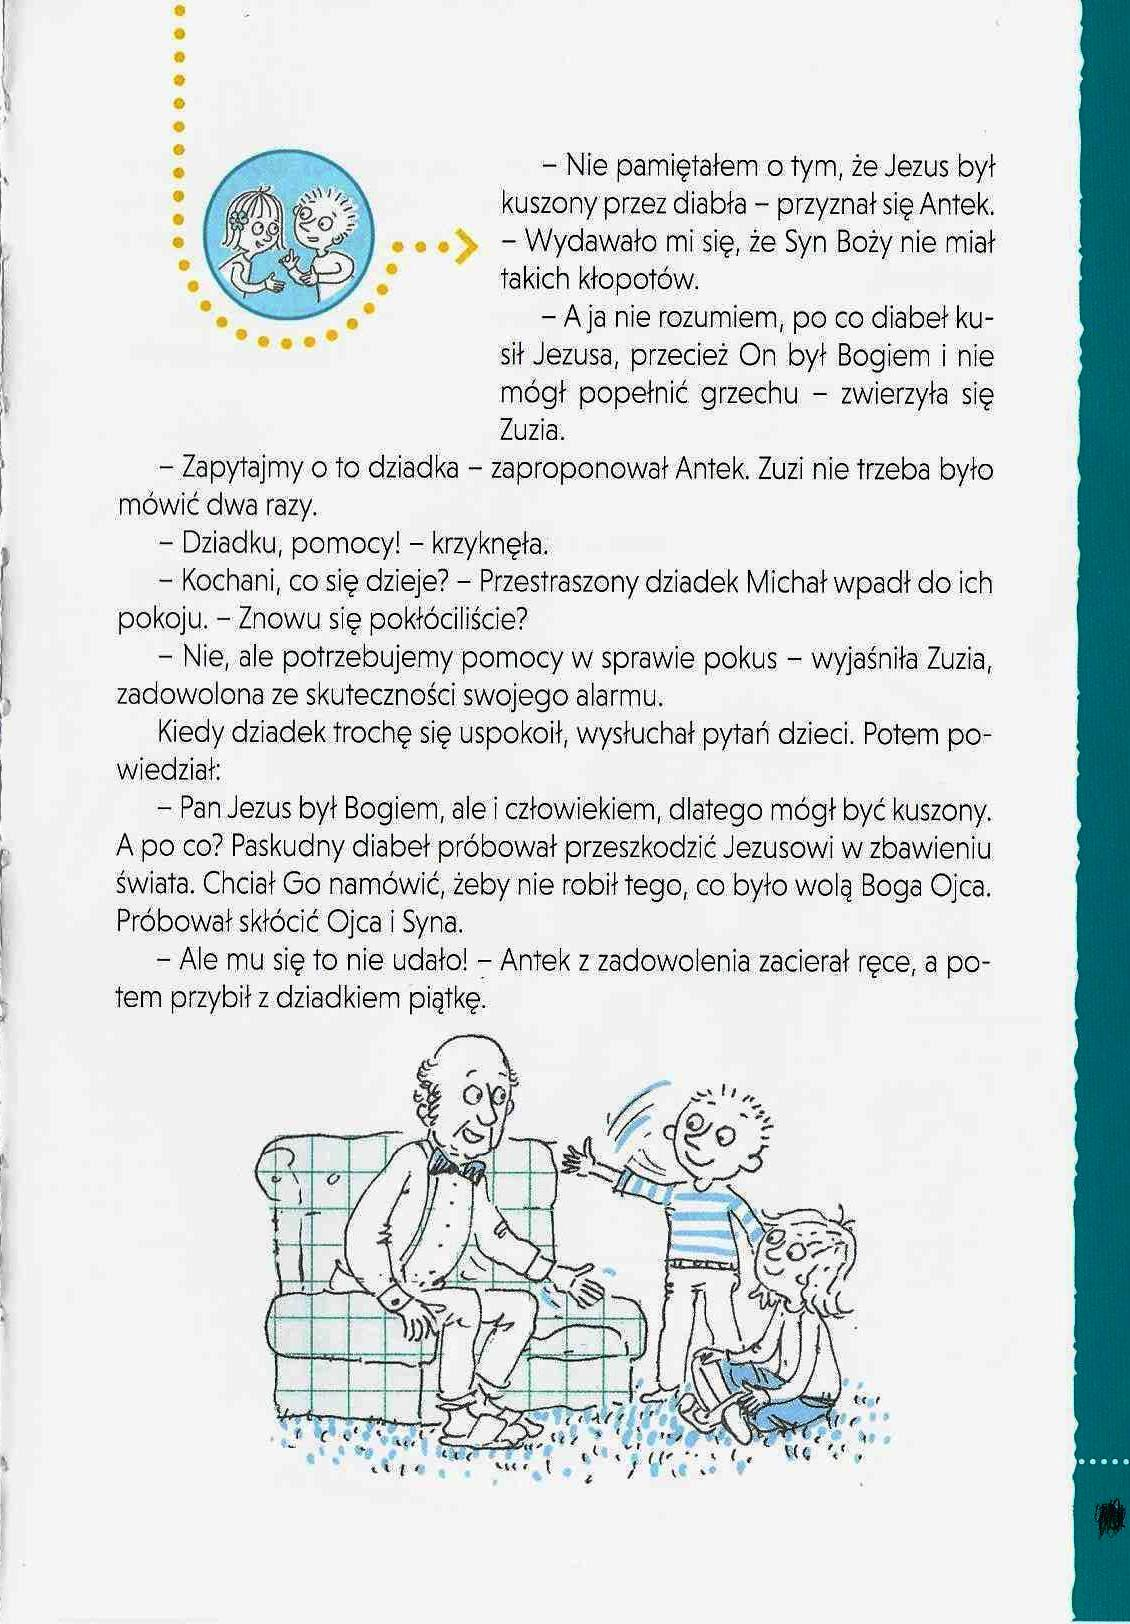 – Nie pamiętałem o tym, że Jezus był
kuszony przez diabła – przyznał się Antek.
– Wydawało mi się, że Syn Boży nie miał
takich kłopotów.
– A ja nie rozumiem, po co diabeł ku-
sił Jezusa, przecież On był Bogiem i nie
mógł popełnić grzechu – zwierzyła się
Zuzia.
– Zapytajmy o to dziadka – zaproponował Antek. Zuzi nie trzeba było
mówić dwa razy.
– Dziadku, pomocy! – krzyknęła.
– Kochani, co się dzieje? – Przestraszony dziadek Michał wpadł do ich
pokoju. – Znowu się pokłóciliście?
– Nie, ale potrzebujemy pomocy w sprawie pokus – wyjaśniła Zuzia,
zadowolona ze skuteczności swojego alarmu.
Kiedy dziadek trochę się uspokoił, wysłuchał pytań dzieci. Potem po-
wiedział:
– Pan Jezus był Bogiem, ale i człowiekiem, dlatego mógł być kuszony.
A po co? Paskudny diabeł próbował przeszkodzić Jezusowi w zbawieniu
świata. Chciał Go namówić, żeby nie robił tego, co było wolą Boga Ojca.
Próbował skłócić Ojca i Syna.
– Ale mu się to nie udało! – Antek z zadowolenia zacierał ręce, a po-
tem przybił z dziadkiem piątkę.